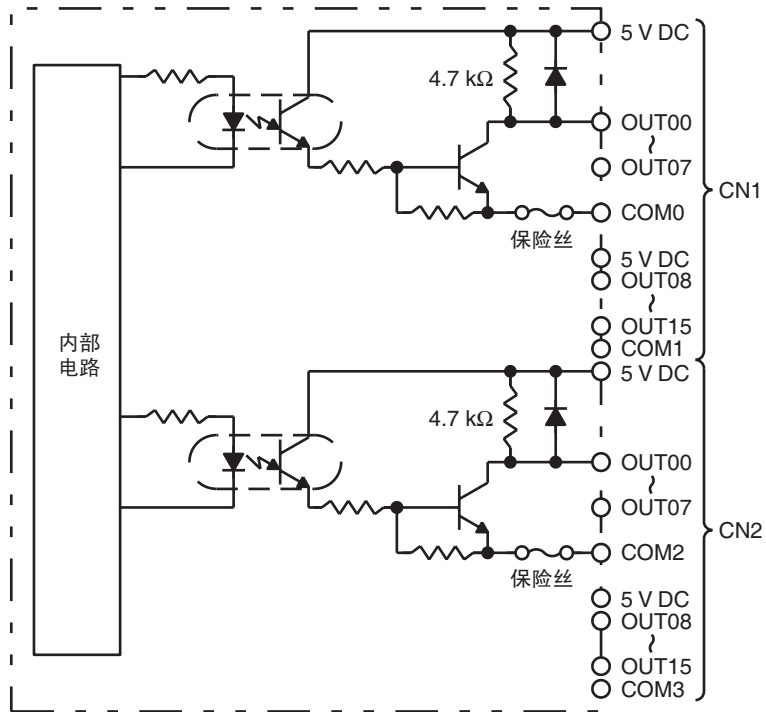 5 V DC
4.7 kΩ
OUT00
~
OUT07
CN1
COM0
保险丝
5 V DC
OUT08
~
OUT15
COM1
内部
电路
5 V DC
4.7 kΩ
OUT00
~
OUT07
CN2
COM2
保险丝
5 V DC
OUT08
~
OUT15
COM3